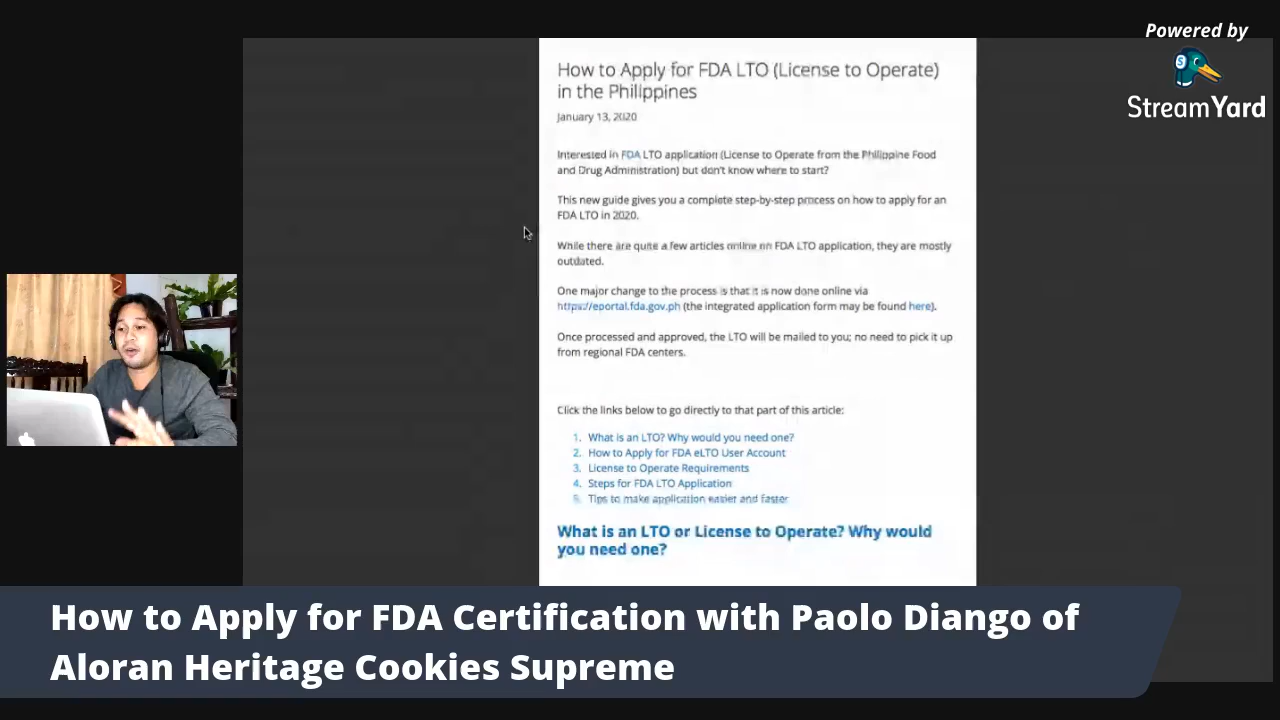 Powered by
StreamYard
How to Apply for FDA LTO (License to Operate)
in the Philippines
January 13, 2020
Interested in FDA LTO application (License to Operate from the Philippine Food
and Drug Administration) but don't know where to start?
This new guide gives you a complete step-by-step process on how to apply for an
FDA LTO in 2020.
While there are quite a few articles online on FDA LTO application, they are mostly
outdated.
One major change to the process is that it is now done online via
https://eportal.fda.gov.ph (the integrated application form may be found here).
Once processed and approved, the LTO will be mailed to you; no need to pick it up
from regional FDA centers.
Click the links below to go directly to that part of this article:
1. What is an LTO? Why would you need one?
2. How to Apply for FDA eLTO User Account
3. License to Operate Requirements
4. Steps for FDA LTO Application
5. Tips to make application easier and faster
What is an LTO or License to Operate? Why would
you need one?
How to Apply for FDA Certification with Paolo Diango of
Aloran Heritage Cookies Supreme